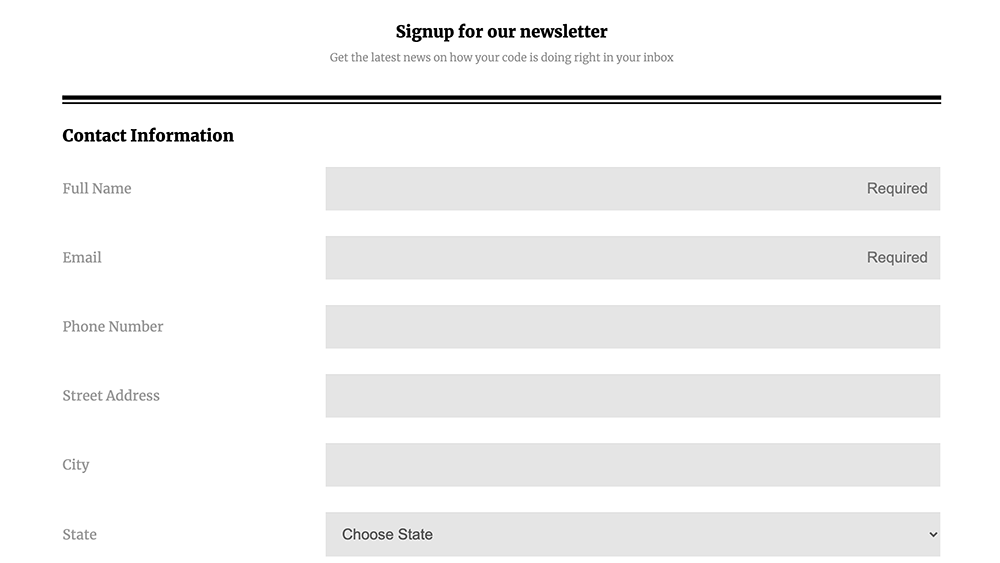 Signup for our newsletter
Get the latest news on how your code is doing right in your inbox
Contact Information
Full Name Required
Email Required
Phone Number
Street Address
City
State Choose State